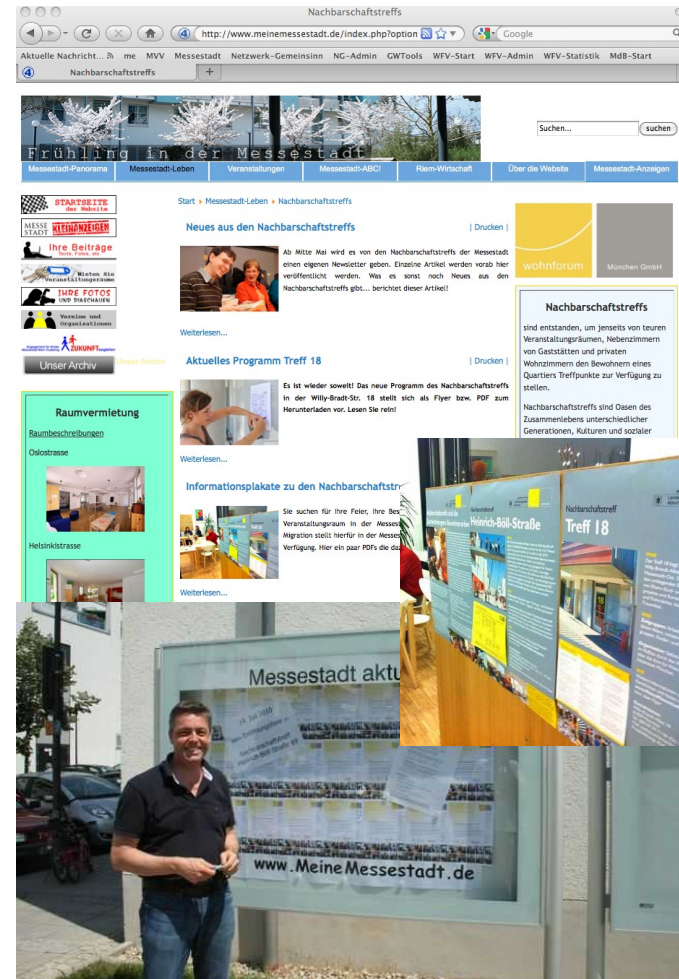 Nachbarschaftstreffs
http://www.meinemessestadt.de/index.php?option
Google
Aktuelle Nachricht... me MVV Messestadt Netzwerk-Gemeinsinn NG-Admin GWTools WFV-Start WFV-Admin WFV-Statistik MdB-Start
Nachbarschaftstreffs +
Frühling in der Messestadt
Suchen... suchen
Messestadt-Panorama Messestadt-Leben Veranstaltungen Messestadt-ABC! Riem-Wirtschaft Über die Website Messestadt-Anzeigen
STARTSEITE
der Website
MESSE
STADT KLEINANZEIGEN
Ihre Beiträge
Texte, Fotos, etc
Mieten Sie
Veranstaltungsräume
IHRE FOTOS
UND DIASCHAUEN
Vereine und
Organisationen
ZUKUNFT
Unser Archiv Unser Archiv
Raumvermietung
Raumbeschreibungen
Oslostrasse
Helsinkistrasse
Start Messestadt-Leben Nachbarschaftstreffs
Neues aus den Nachbarschaftstreffs | Drucken |
Ab Mitte Mai wird es von den Nachbarschaftstreffs der Messestadt
einen eigenen Newsletter geben. Einzelne Artikel werden vorab hier
veröffentlicht werden. Was es sonst noch Neues aus den
Nachbarschaftstreffs gibt... berichtet dieser Artikel!
Weiterlesen...
Aktuelles Programm Treff 18 | Drucken |
Es ist wieder soweit! Das neue Programm des Nachbarschaftstreffs
in der Willy-Bradt-Str. 18 stellt sich als Flyer bzw. PDF zum
Herunterladen vor. Lesen Sie rein!
Weiterlesen...
Informationsplakate zu den Nachbarschaftstr
Sie suchen für Ihre Feier, Ihre Bes
Veranstaltungsraum in der Messes
Migration stellt hierfür in der Messes
Verfügung. Hier ein paar PDFs die da
Weiterlesen...
wohnforum München GmbH
Nachbarschaftstreffs
sind entstanden, um jenseits von teuren
Veranstaltungsräumen, Nebenzimmern
von Gaststätten und privaten
Wohnzimmern den Bewohnern eines
Quartiers Treffpunkte zur Verfügung zu
stellen.
Nachbarschaftstreffs sind Oasen des
Zusammenlebens unterschiedlicher
Generationen, Kulturen und sozialer
Heinrich-Böll-Straße
Nachbarschaftstreff
Treff 18
Messestadt aktu
14. Juli 2010
Nachbarschaftstreff
Heinrich-Böll-Straße
www.MeineMessestadt.de